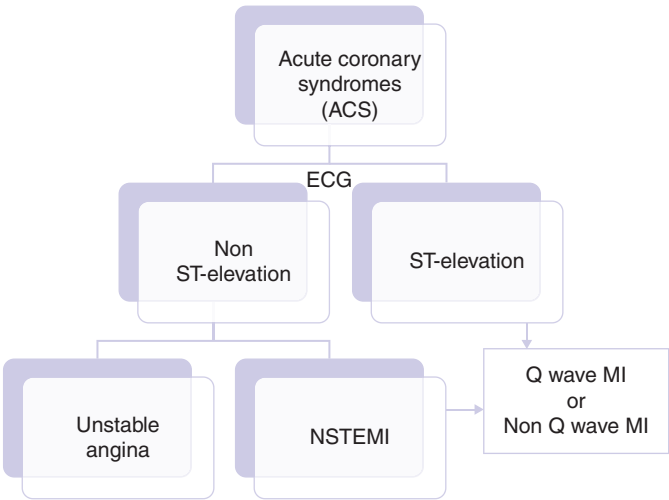 Acute coronary
syndromes
(ACS)
ECG
Non
ST-elevation
ST-elevation
Unstable
angina
NSTEMI
Q wave MI
or
Non Q wave MI